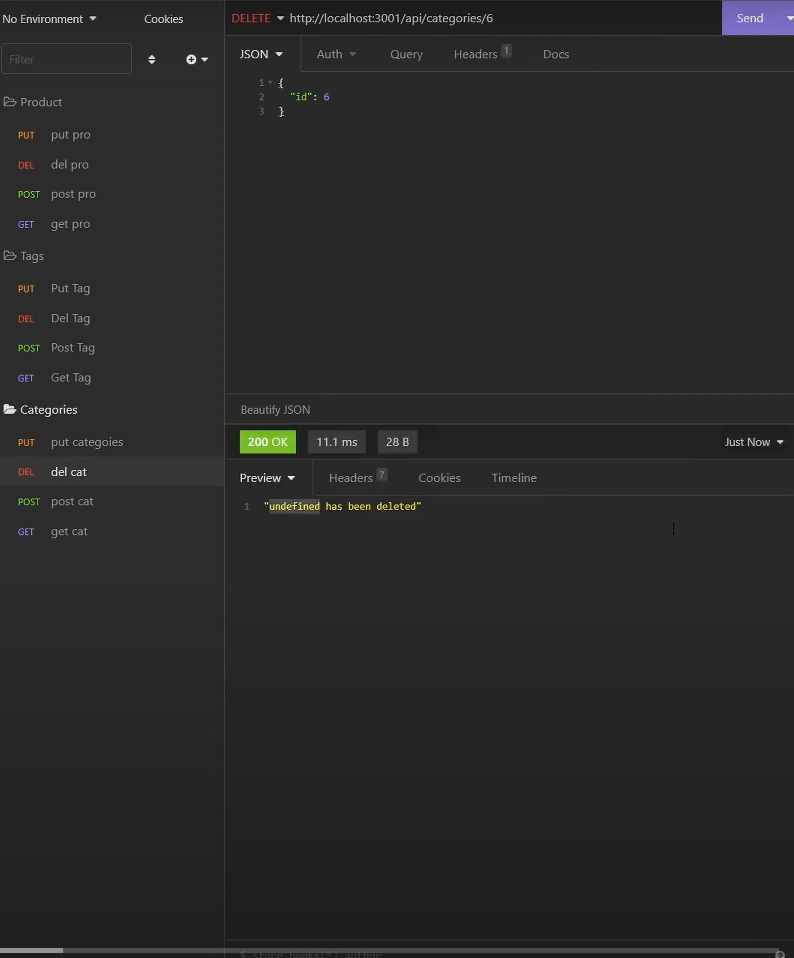 No Environment
Cookies
Filter
Product
PUT put pro
DEL del pro
POST post pro
GET get pro
Tags
PUT Put Tag
DEL Del Tag
POST Post Tag
GET Get Tag
Categories
PUT put categoies
DEL del cat
POST post cat
GET get cat
DELETE http://localhost:3001/api/categories/6
Send
JSON Auth Query Headers 1 Docs
1 {
2 "id": 6
3 }
Beautify JSON
200 OK 11.1 ms 28 B Just Now
Preview Headers 7 Cookies Timeline
1 "undefined has been deleted"
$.store.books[*].author